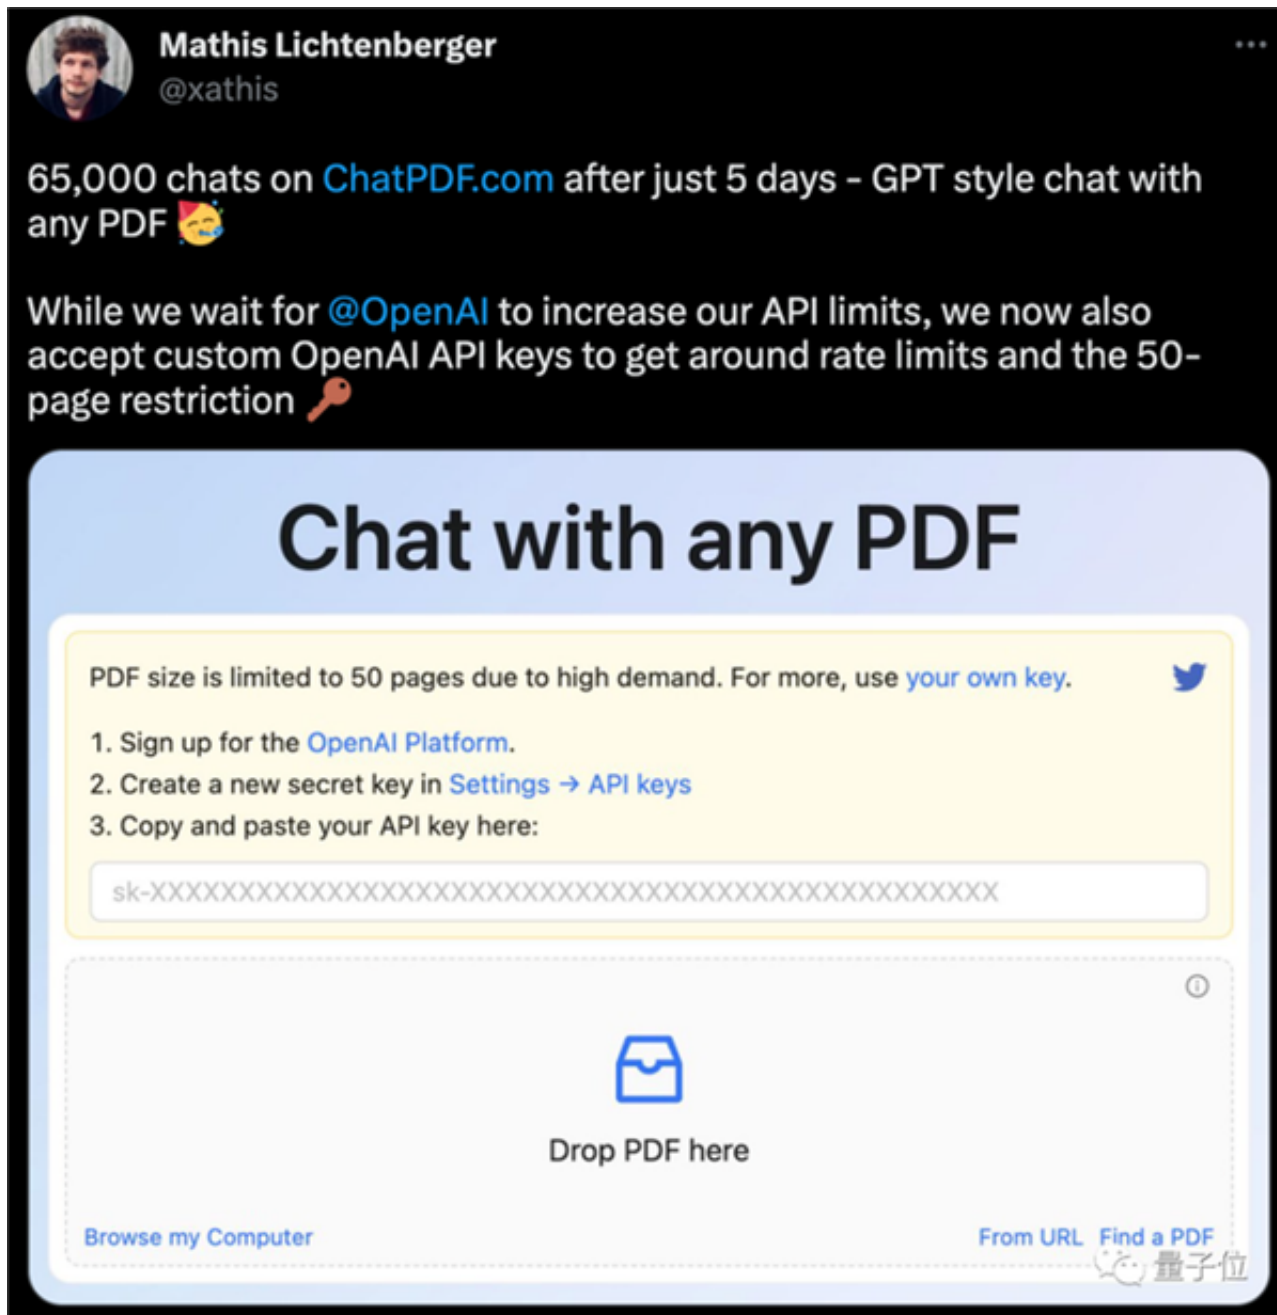 Mathis Lichtenberger
@xathis
65,000 chats on ChatPDF.com after just 5 days - GPT style chat with
any PDF 🥳
While we wait for @OpenAI to increase our API limits, we now also
accept custom OpenAI API keys to get around rate limits and the 50-
page restriction 🔑
Chat with any PDF
PDF size is limited to 50 pages due to high demand. For more, use your own key.
1. Sign up for the OpenAI Platform.
2. Create a new secret key in Settings → API keys
3. Copy and paste your API key here:
sk-XXXXXXXXXXXXXXXXXXXXXXXXXXXXXXXXXXXXXXXXXXXXXXXX
Drop PDF here
Browse my Computer
From URL Find a PDF
量子位